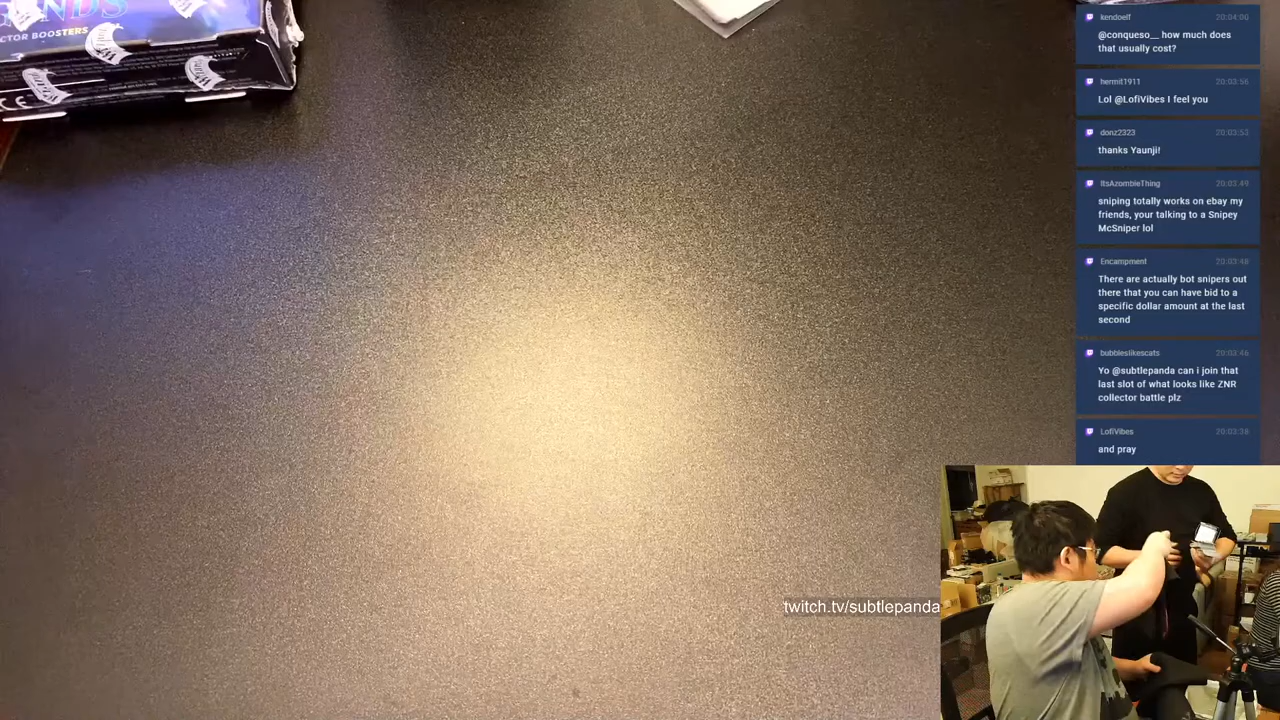 NDS
CTOR BOOSTERS
CE
kendoelf 20:04:00
@conqueso__ how much does
that usually cost?
hermit1911 20:03:56
Lol @LofiVibes I feel you
donz2323 20:03:53
thanks Yaunji!
ItsAzombieThing 20:03:49
sniping totally works on ebay my
friends, your talking to a Snipey
McSniper lol
Encampment 20:03:48
There are actually bot snipers out
there that you can have bid to a
specific dollar amount at the last
second
bubbleslikescats 20:03:46
Yo @subtlepanda can i join that
last slot of what looks like ZNR
collector battle plz
LofiVibes 20:03:38
and pray
twitch.tv/subtlepanda